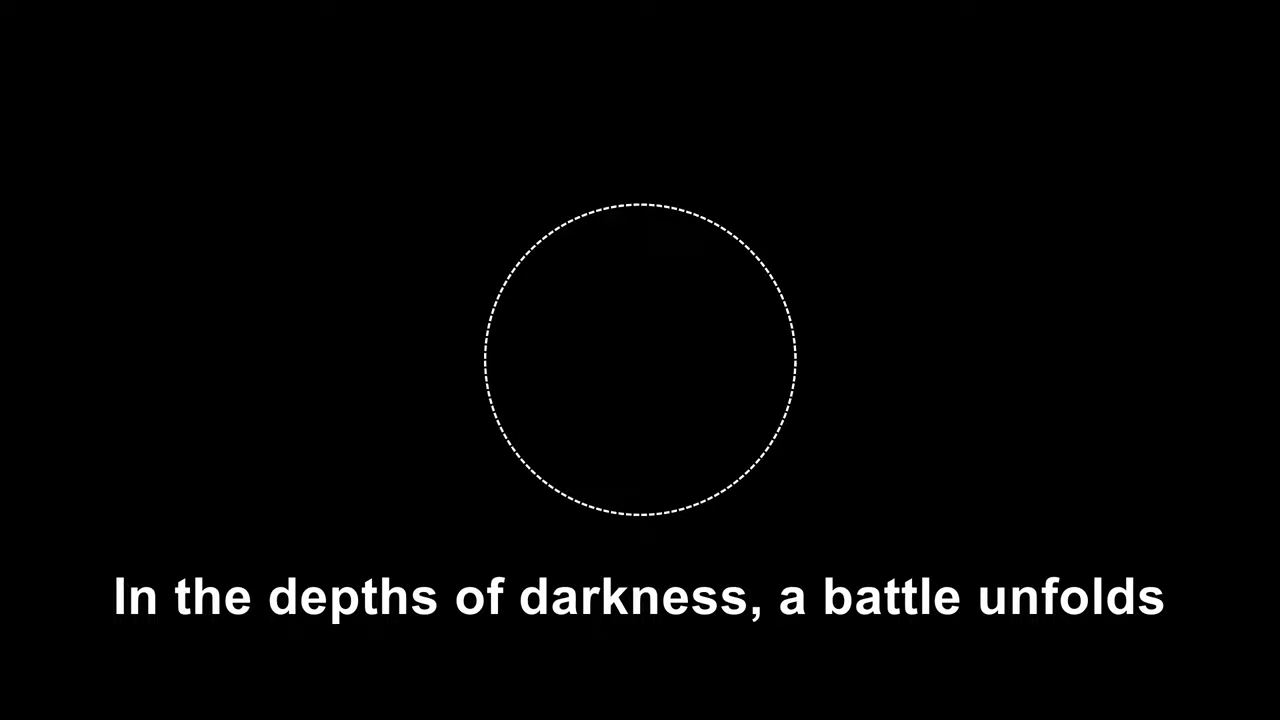 In the depths of darkness, a battle unfolds